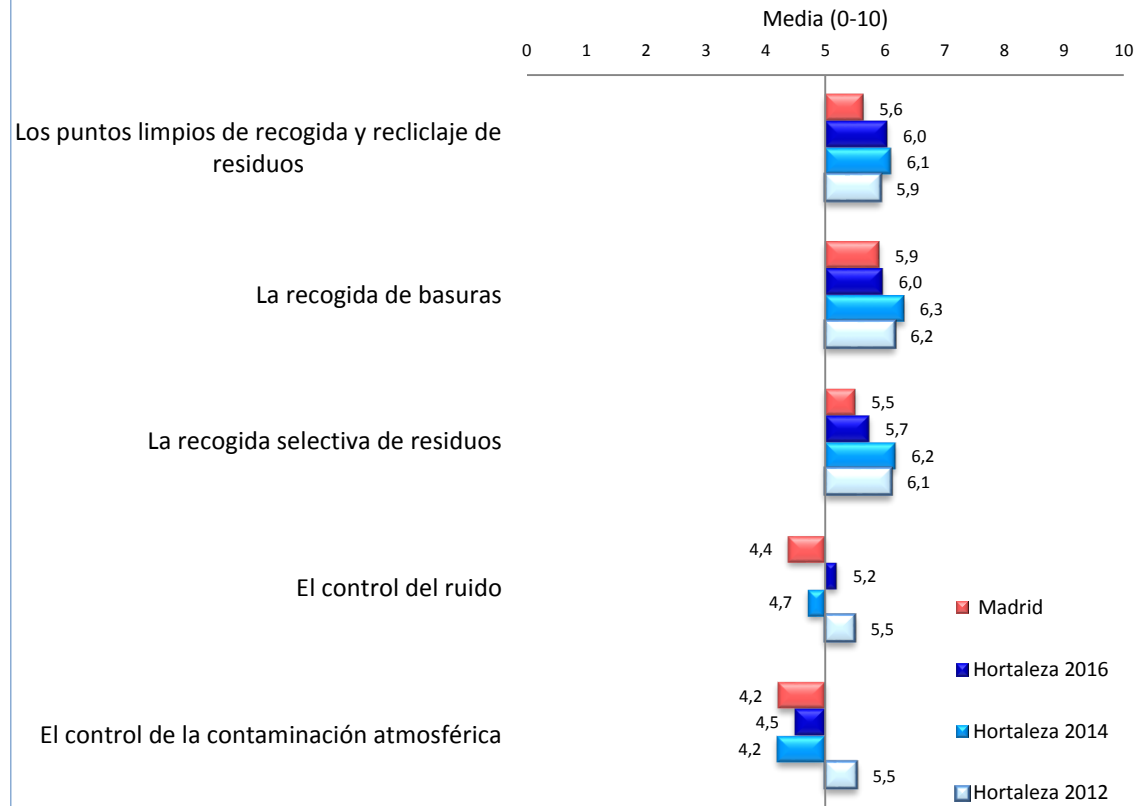 Media (0-10)
0 1 2 3 4 5 6 7 8 9 10
Los puntos limpios de recogida y recliclaje de
residuos
5,6
6,0
6,1
5,9
La recogida de basuras
5,9
6,0
6,3
6,2
La recogida selectiva de residuos
5,5
5,7
6,2
6,1
El control del ruido
4,4
5,2
4,7
5,5
El control de la contaminación atmosférica
4,2
4,5
4,2
5,5
Madrid
Hortaleza 2016
Hortaleza 2014
Hortaleza 2012